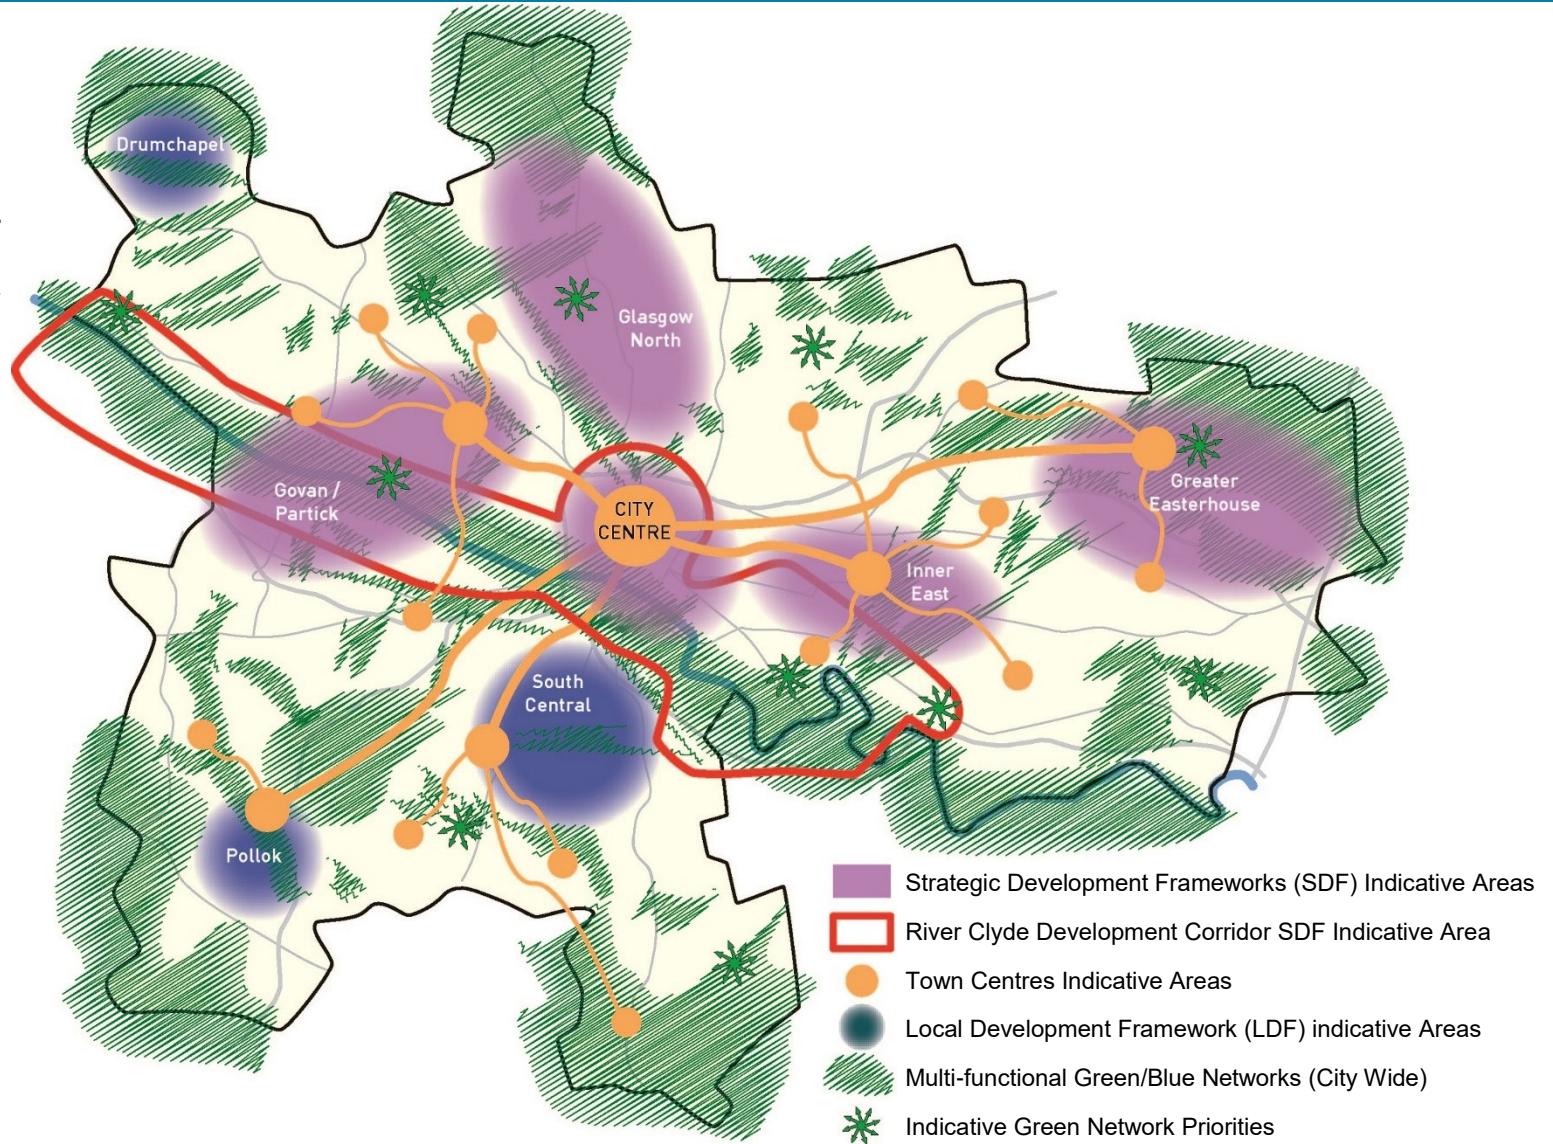 Drumchapel
Glasgow
North
Govan /
Partick
CITY
CENTRE
Greater
Easterhouse
Inner
East
South
Central
Pollok
Strategic Development Frameworks (SDF) Indicative Areas
River Clyde Development Corridor SDF Indicative Area
Town Centres Indicative Areas
Local Development Framework (LDF) indicative Areas
Multi-functional Green/Blue Networks (City Wide)
Indicative Green Network Priorities